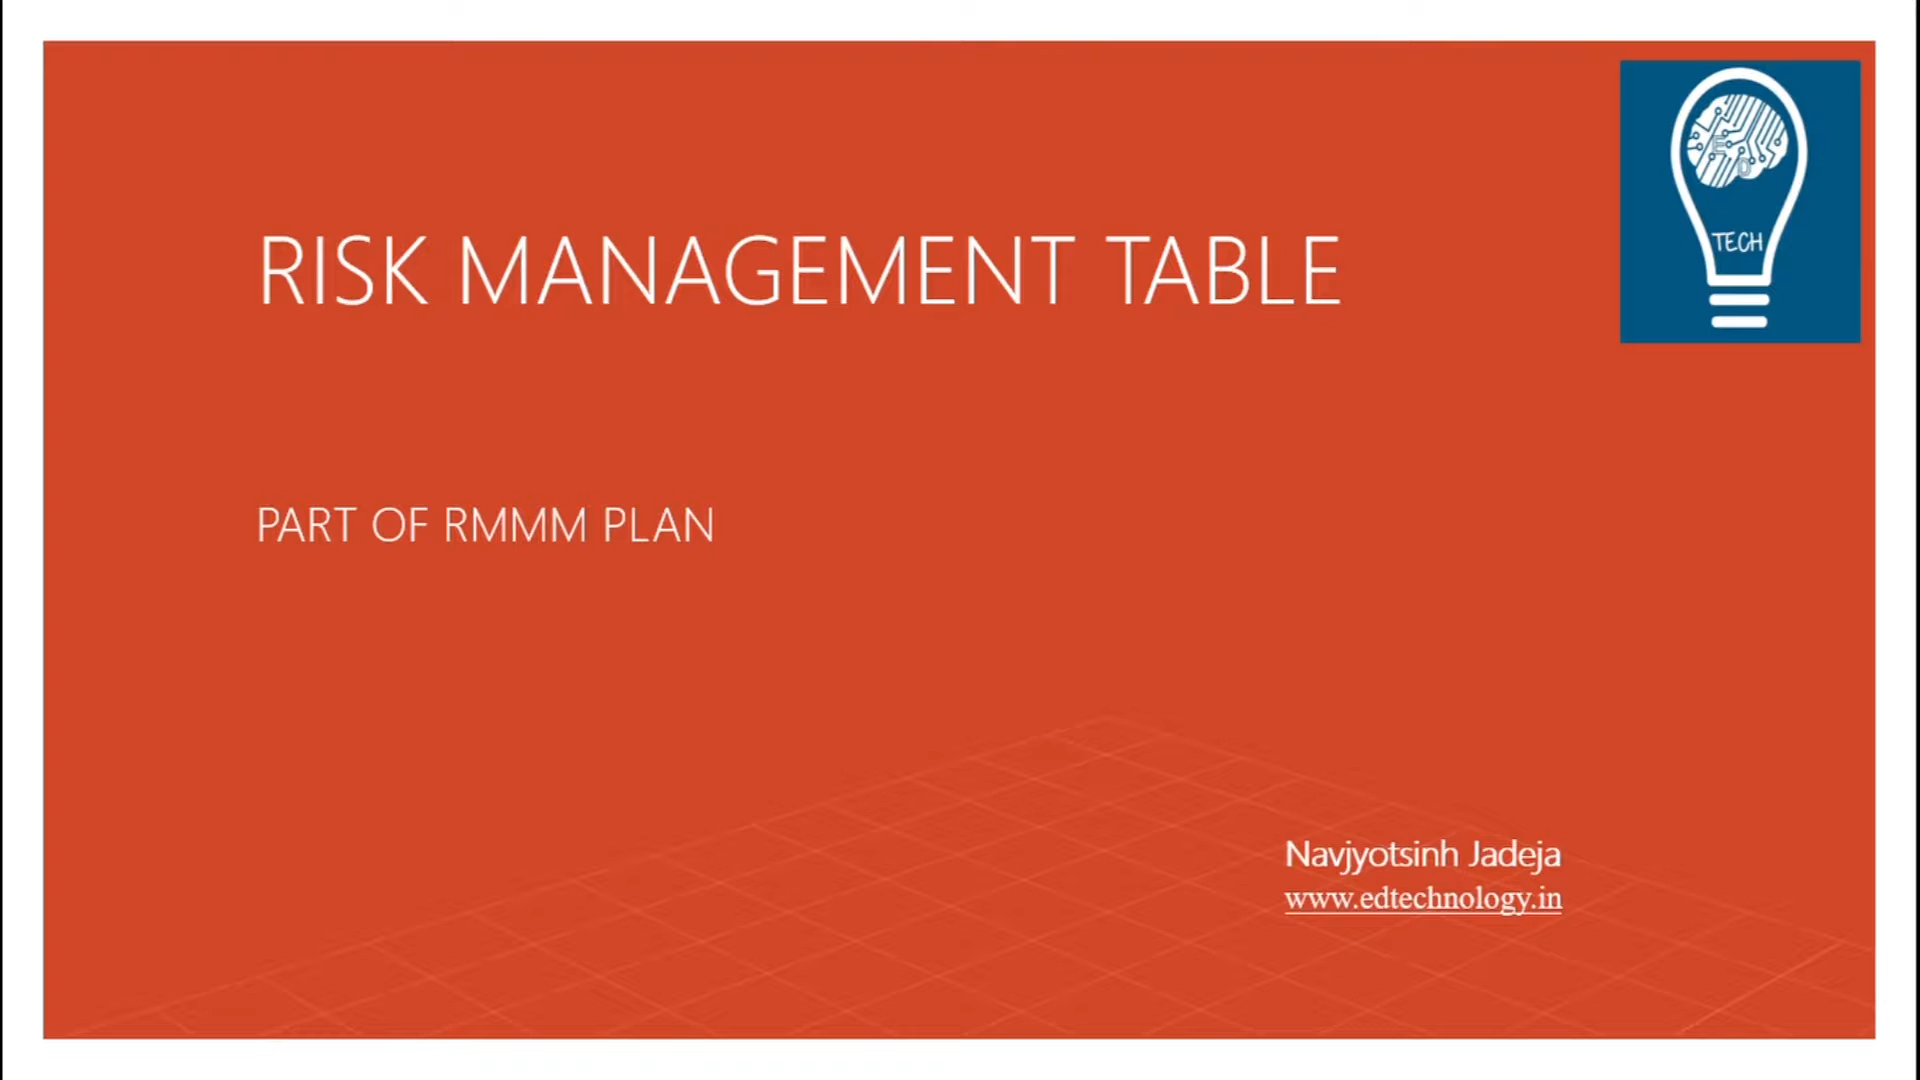 RISK MANAGEMENT TABLE
PART OF RMMM PLAN
Navjyotsinh Jadeja
www.edtechnology.in
E
D
TECH